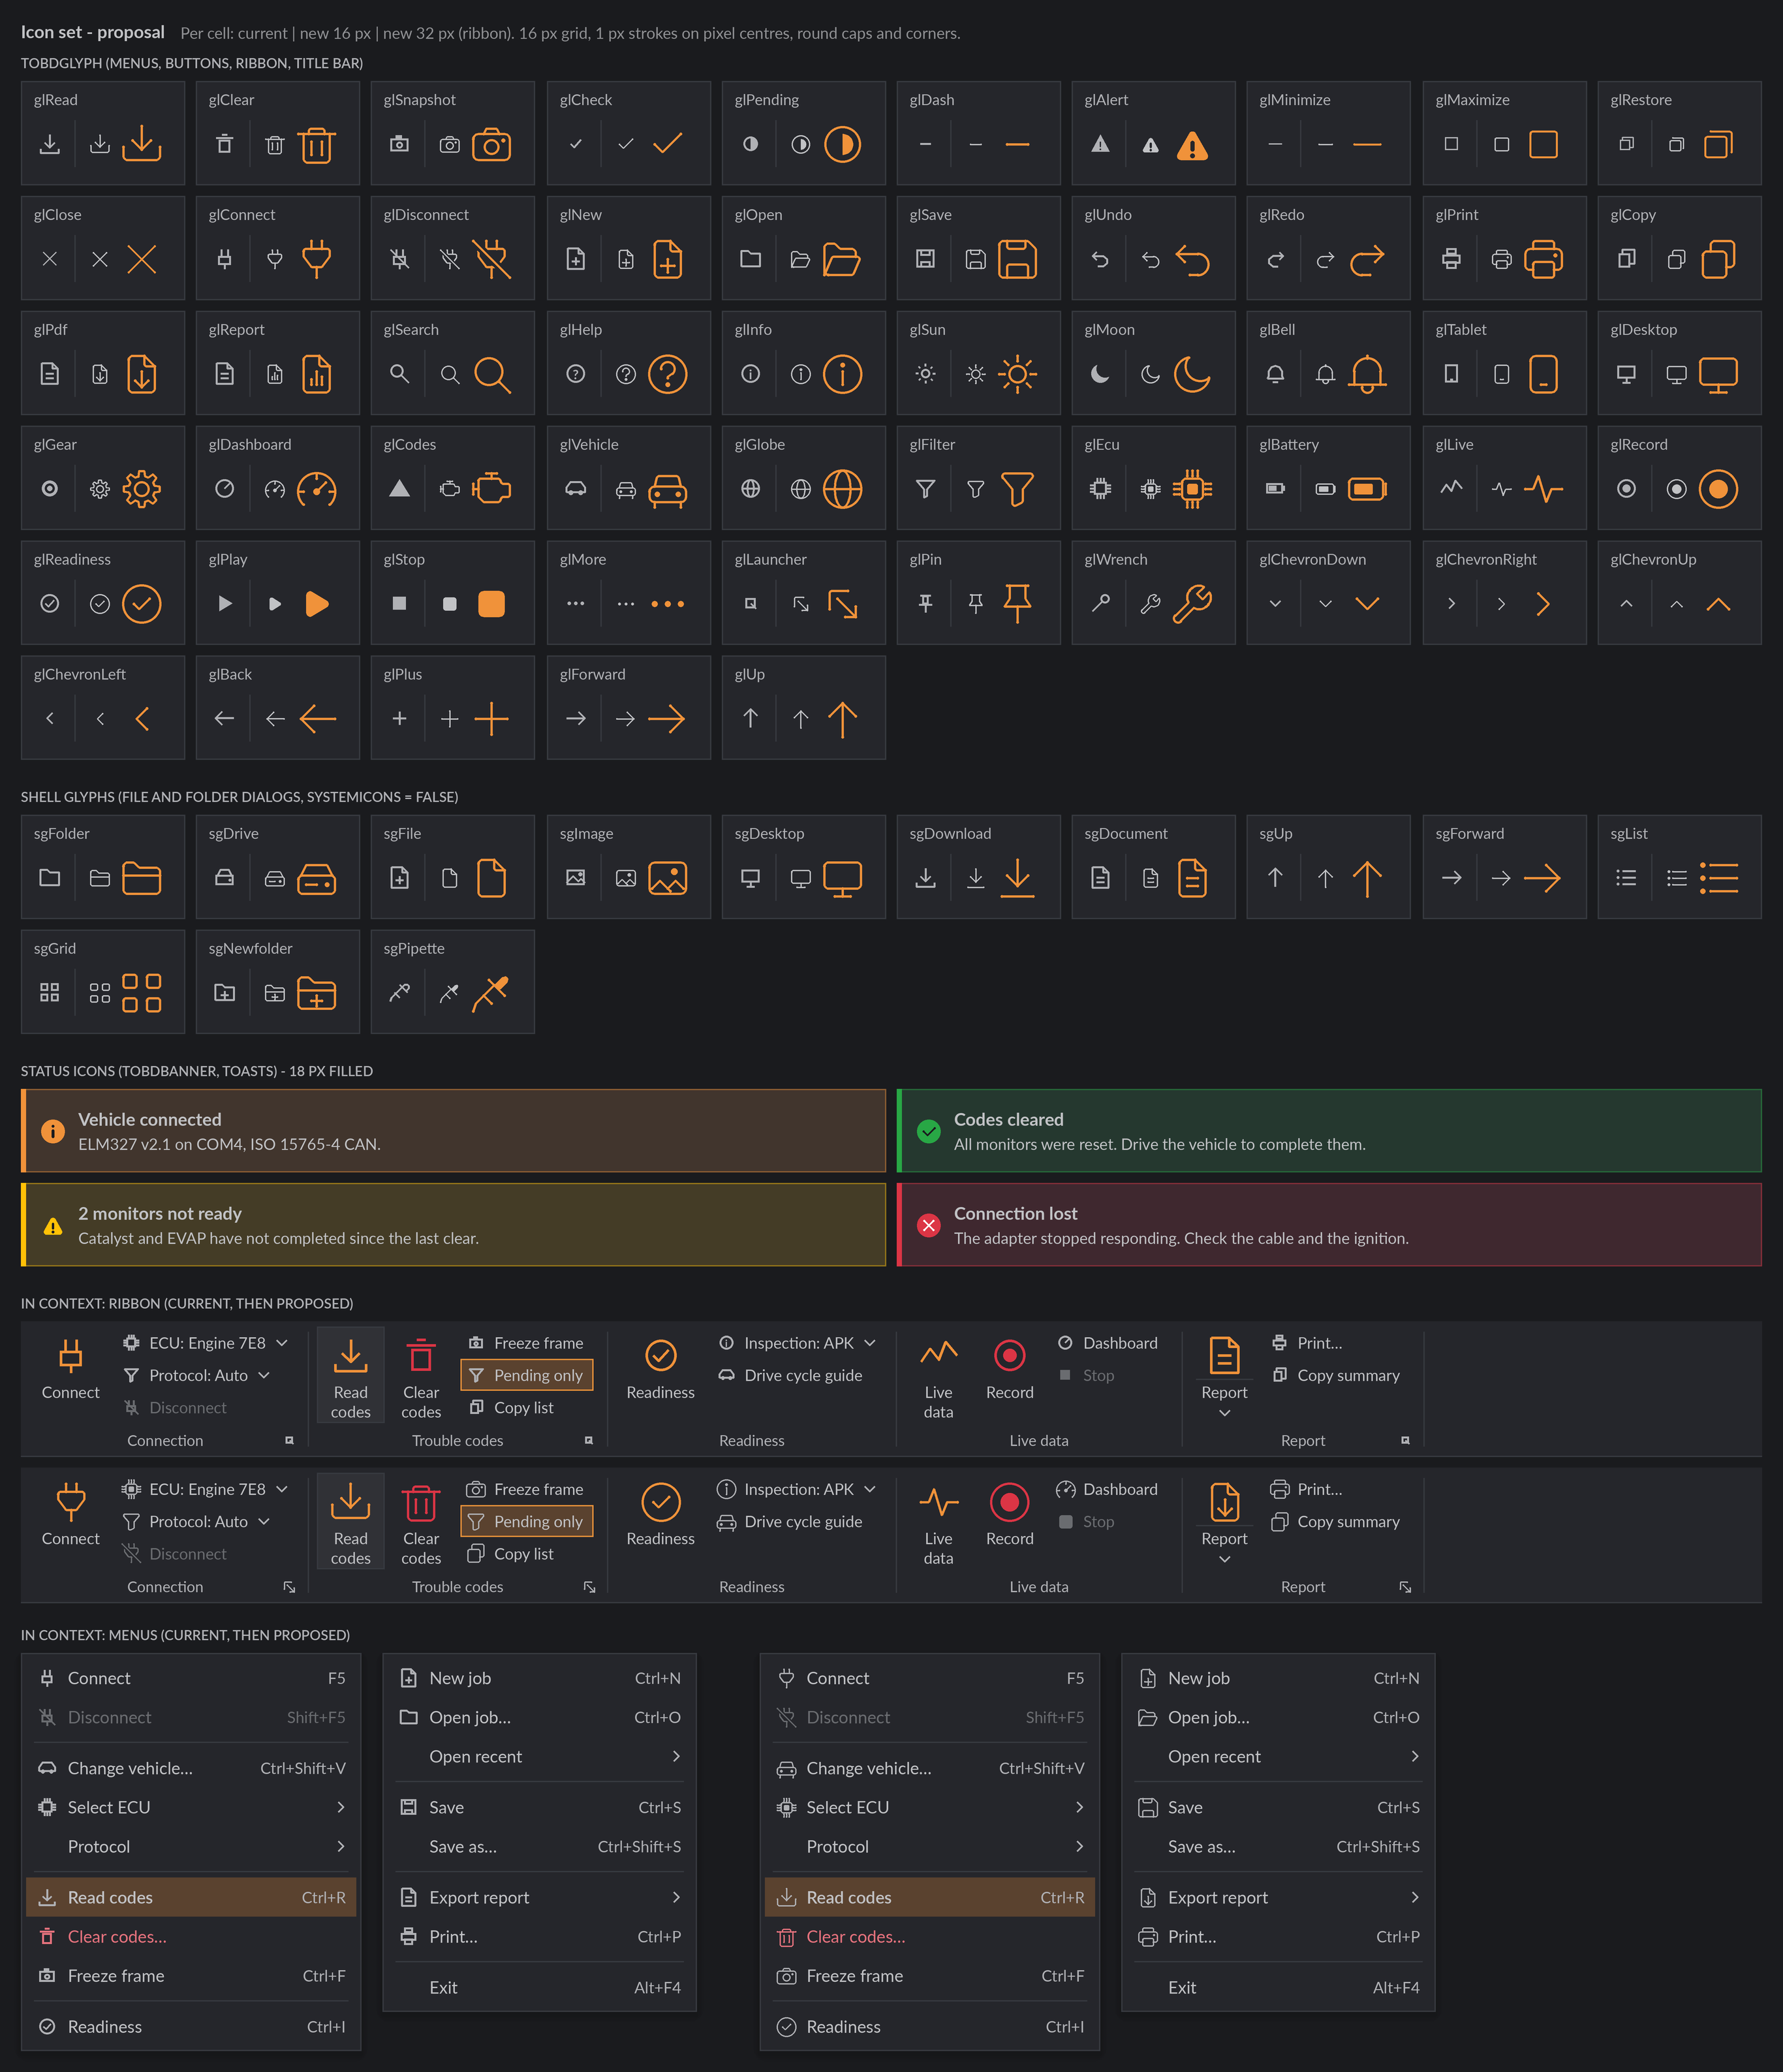 Icon set - proposal Per cell: current | new 16 px | new 32 px (ribbon). 16 px grid, 1 px strokes on pixel centres, round caps and corners.
TOBDGLYPH (MENUS, BUTTONS, RIBBON, TITLE BAR)
glRead glClear glSnapshot glCheck glPending glDash glAlert glMinimize glMaximize glRestore
glClose glConnect glDisconnect glNew glOpen glSave glUndo glRedo glPrint glCopy
glPdf glReport glSearch glHelp glInfo glSun glMoon glBell glTablet glDesktop
glGear glDashboard glCodes glVehicle glGlobe glFilter glEcu glBattery glLive glRecord
glReadiness glPlay glStop glMore glLauncher glPin glWrench glChevronDown glChevronRight glChevronUp
glChevronLeft glBack glPlus glForward glUp
SHELL GLYPHS (FILE AND FOLDER DIALOGS, SYSTEMICONS = FALSE)
sgFolder sgDrive sgFile sgImage sgDesktop sgDownload sgDocument sgUp sgForward sgList
sgGrid sgNewfolder sgPipette
STATUS ICONS (TOBDBANNER, TOASTS) - 18 PX FILLED
Vehicle connected
ELM327 v2.1 on COM4, ISO 15765-4 CAN.
Codes cleared
All monitors were reset. Drive the vehicle to complete them.
2 monitors not ready
Catalyst and EVAP have not completed since the last clear.
Connection lost
The adapter stopped responding. Check the cable and the ignition.
IN CONTEXT: RIBBON (CURRENT, THEN PROPOSED)
Connect
ECU: Engine 7E8
Protocol: Auto
Disconnect
Connection
Read
codes
Clear
codes
Freeze frame
Pending only
Copy list
Trouble codes
Readiness
Inspection: APK
Drive cycle guide
Readiness
Live
data
Record
Dashboard
Stop
Live data
Report
Print...
Copy summary
Report
Connect
ECU: Engine 7E8
Protocol: Auto
Disconnect
Connection
Read
codes
Clear
codes
Freeze frame
Pending only
Copy list
Trouble codes
Readiness
Inspection: APK
Drive cycle guide
Readiness
Live
data
Record
Dashboard
Stop
Live data
Report
Print...
Copy summary
Report
IN CONTEXT: MENUS (CURRENT, THEN PROPOSED)
Connect F5
Disconnect Shift+F5
Change vehicle... Ctrl+Shift+V
Select ECU
Protocol
Read codes Ctrl+R
Clear codes...
Freeze frame Ctrl+F
Readiness Ctrl+I
New job Ctrl+N
Open job... Ctrl+O
Open recent
Save Ctrl+S
Save as... Ctrl+Shift+S
Export report
Print... Ctrl+P
Exit Alt+F4
Connect F5
Disconnect Shift+F5
Change vehicle... Ctrl+Shift+V
Select ECU
Protocol
Read codes Ctrl+R
Clear codes...
Freeze frame Ctrl+F
Readiness Ctrl+I
New job Ctrl+N
Open job... Ctrl+O
Open recent
Save Ctrl+S
Save as... Ctrl+Shift+S
Export report
Print... Ctrl+P
Exit Alt+F4